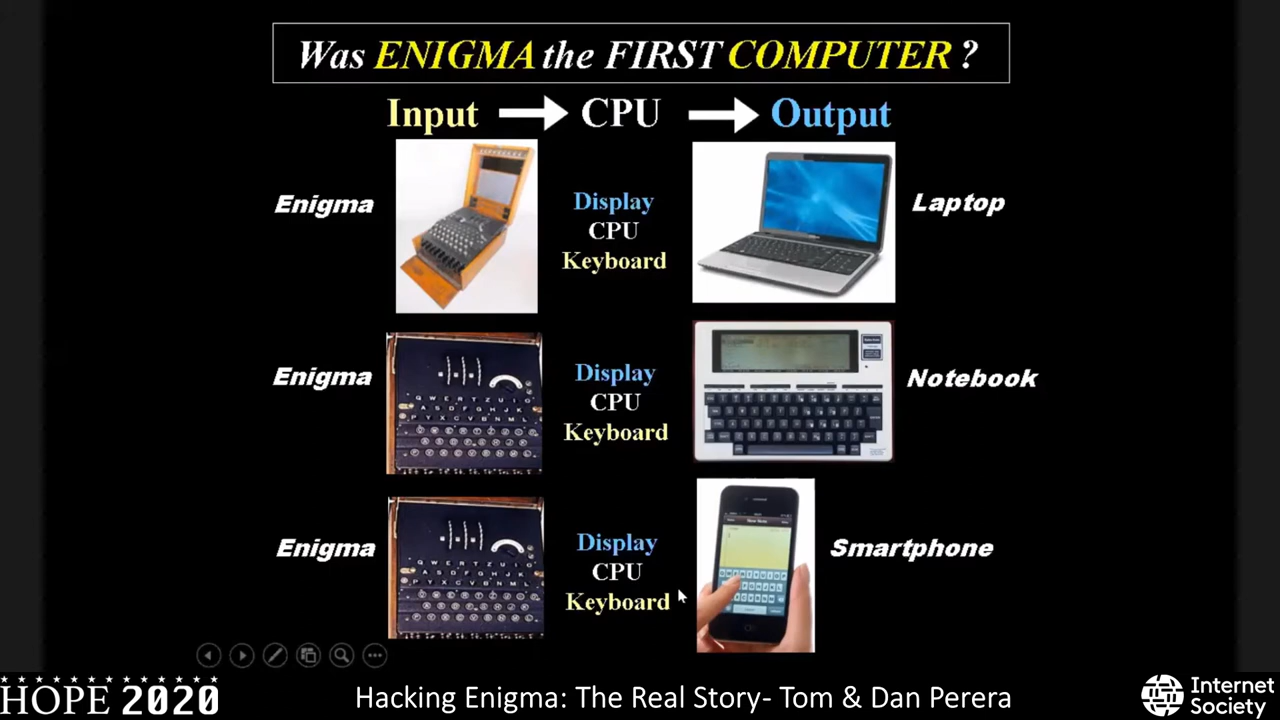 Was ENIGMA the FIRST COMPUTER ?
Input CPU Output
Enigma
Display
CPU
Keyboard
Laptop
Enigma
Q W E R T Z U I O
A S D F G H J K
P Y X C V B N M L
Display
CPU
Keyboard
Notebook
Enigma
Q W E R T Z U I O
A S D F G H J K
P Y X C V B N M L
Display
CPU
Keyboard
Smartphone
HOPE 2020
Hacking Enigma: The Real Story- Tom & Dan Perera
Internet
Society